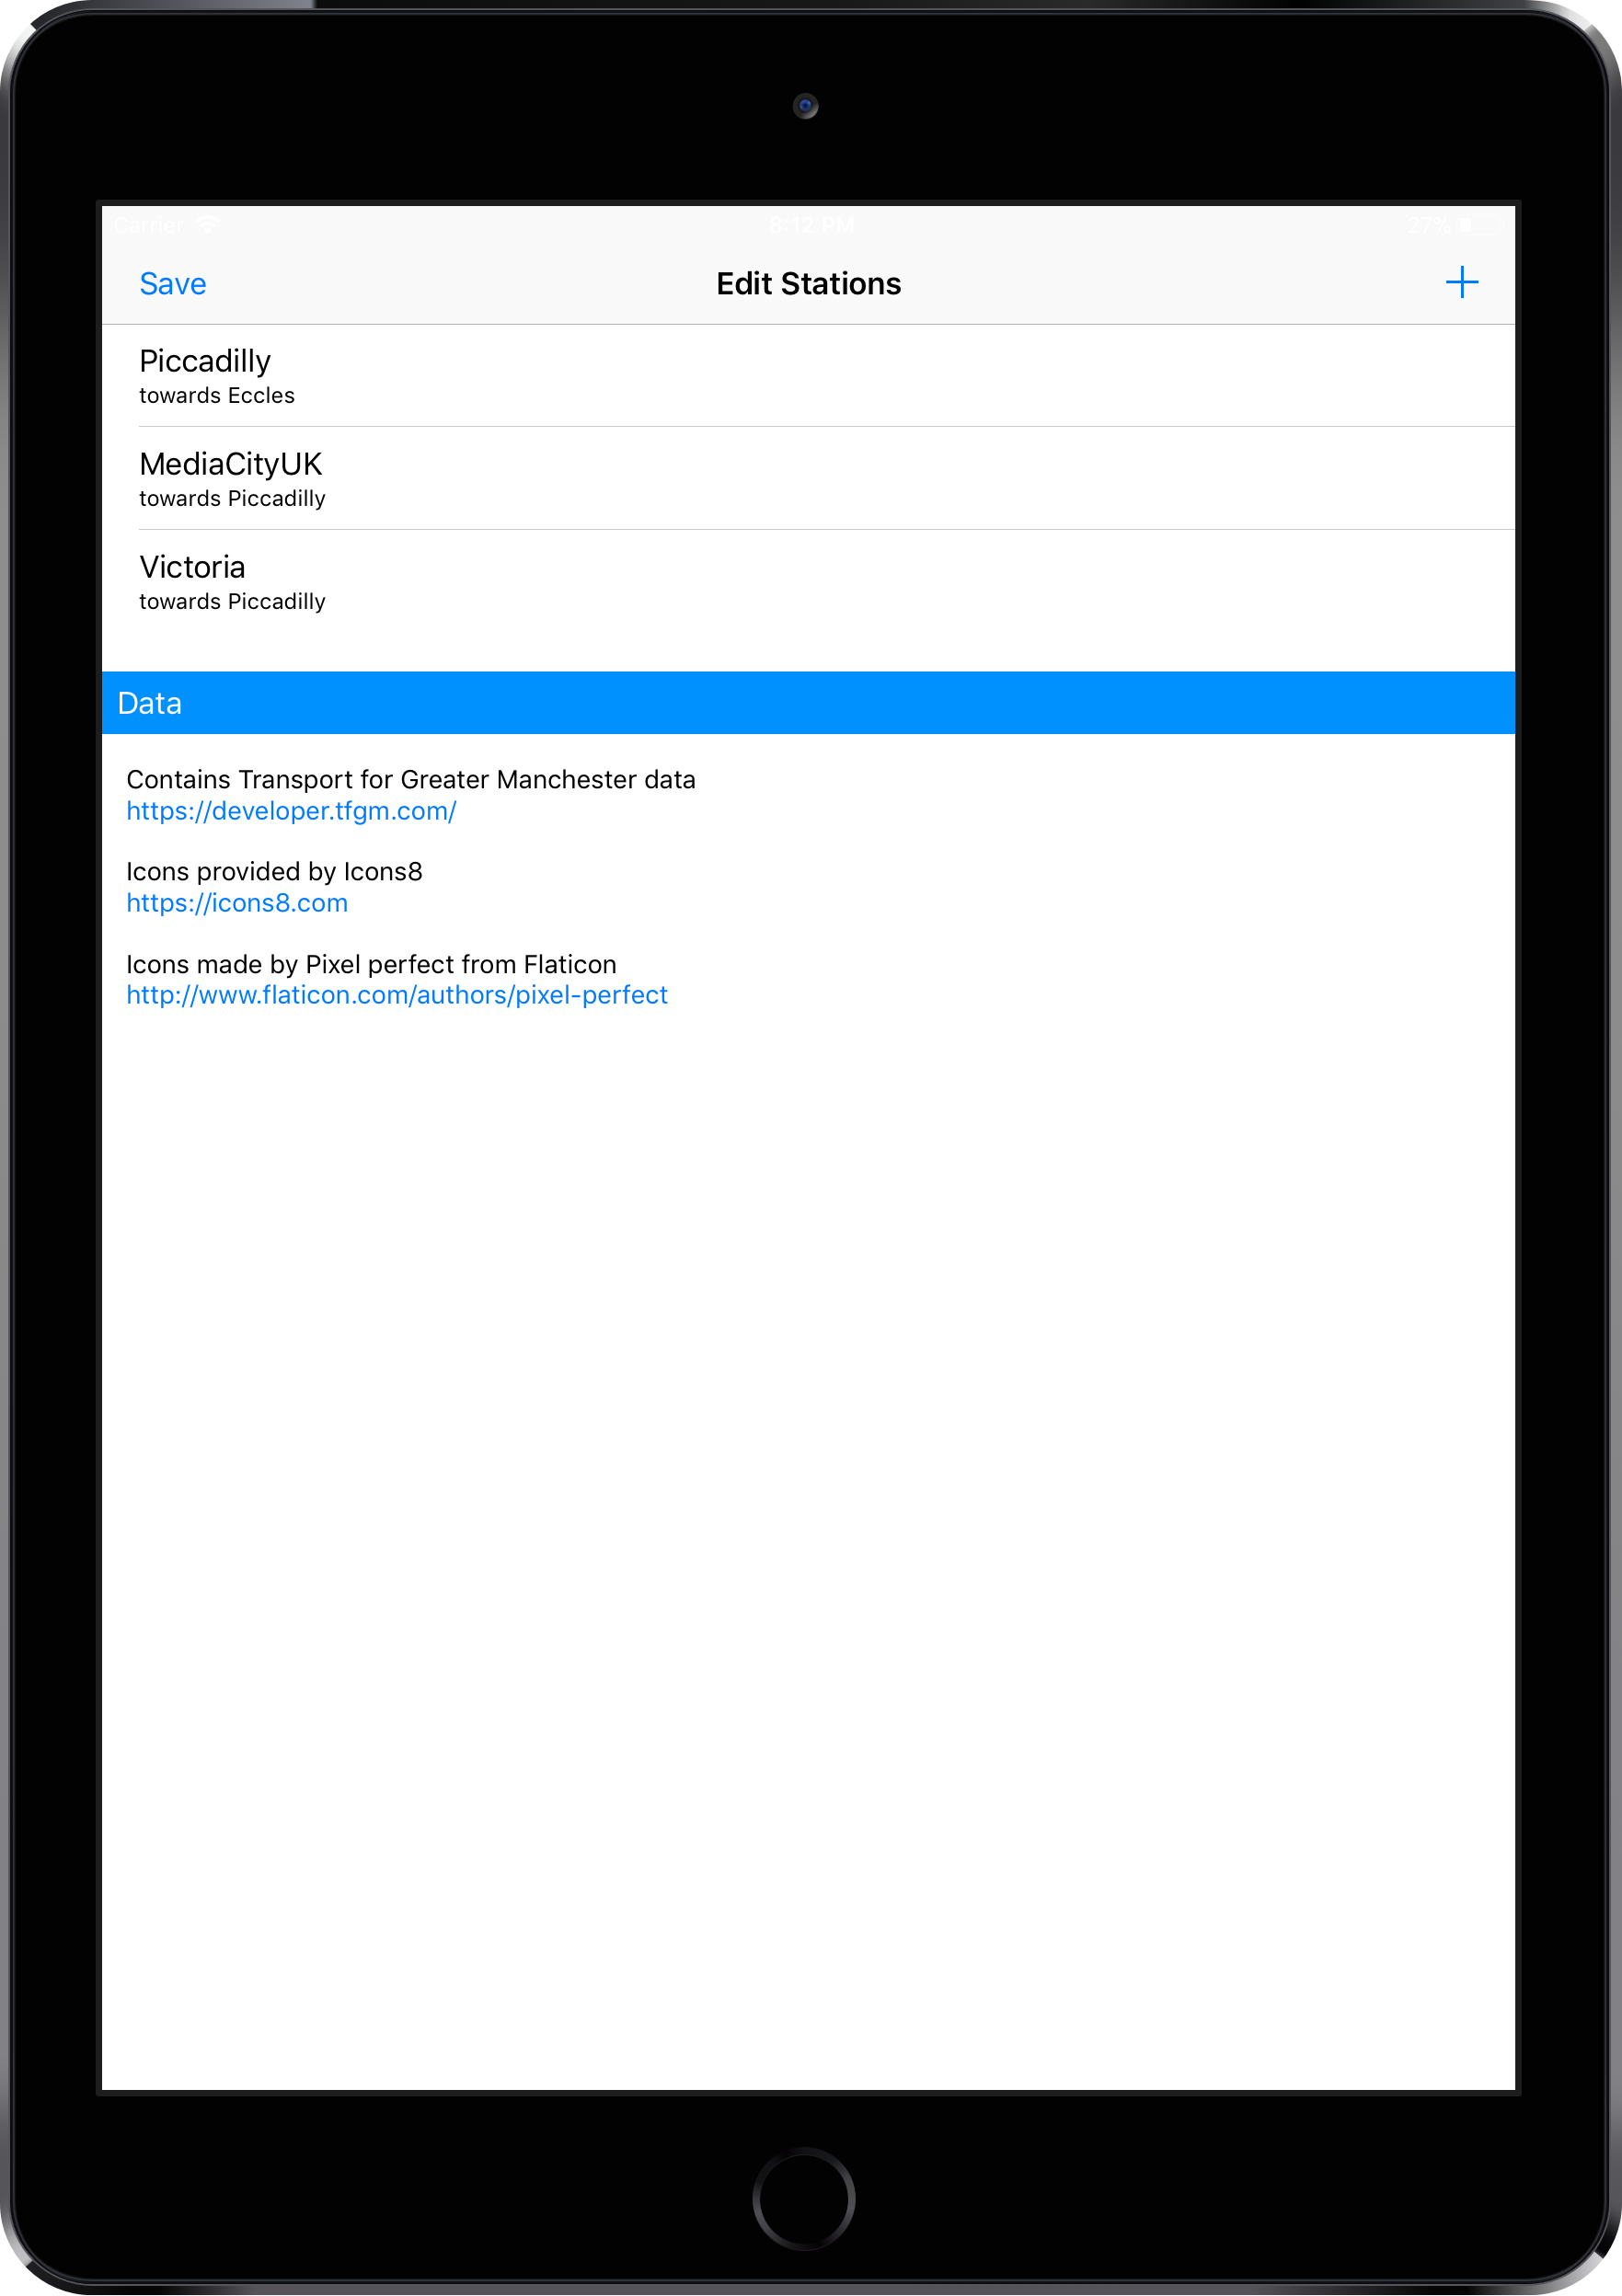 Carrier
8:12 PM
27%
Save
Edit Stations
Piccadilly
towards Eccles
MediaCityUK
towards Piccadilly
Victoria
towards Piccadilly
Data
Contains Transport for Greater Manchester data
https://developer.tfgm.com/
Icons provided by Icons8
https://icons8.com
Icons made by Pixel perfect from Flaticon
http://www.flaticon.com/authors/pixel-perfect